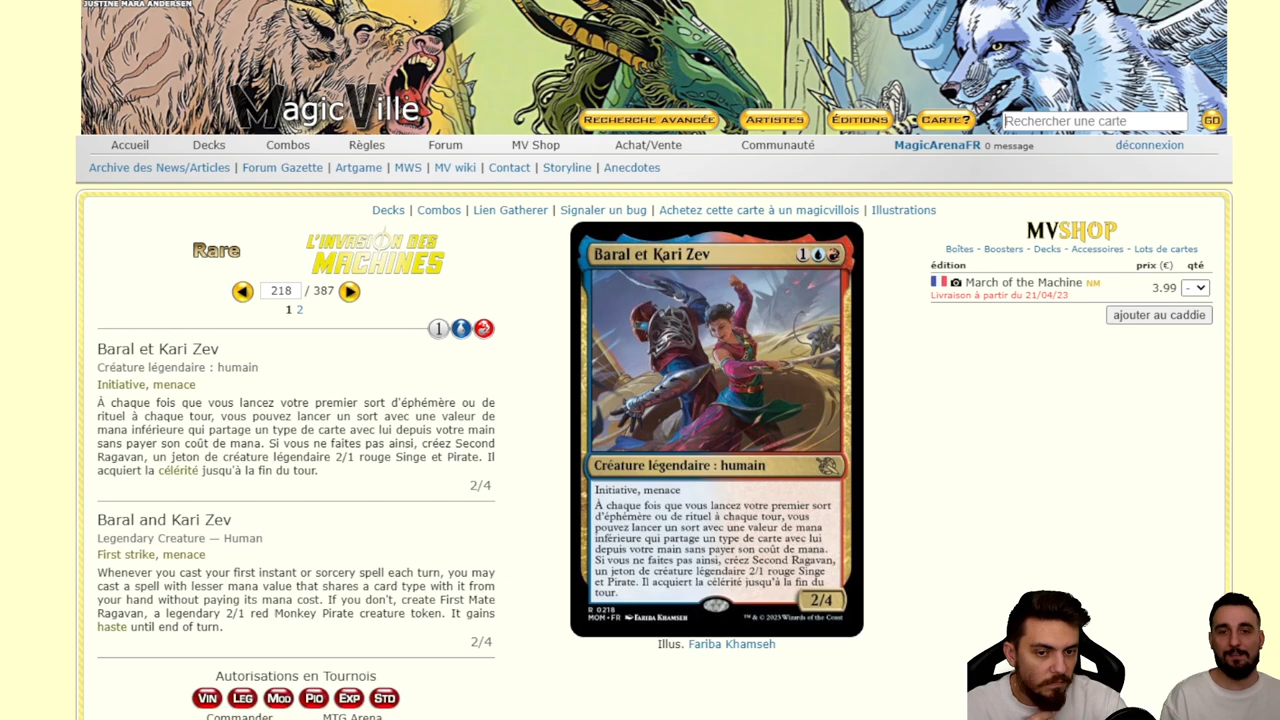 JUSTINE MARA ANDERSEN
MagicVille
RECHERCHE AVANCÉE ARTISTES ÉDITIONS CARTE? Rechercher une carte GO
Accueil Decks Combos Règles Forum MV Shop Achat/Vente Communauté MagicArenaFR 0 message déconnexion
Archive des News/Articles | Forum Gazette | Artgame | MWS | MV wiki | Contact | Storyline | Anecdotes
Decks | Combos | Lien Gatherer | Signaler un bug | Achetez cette carte à un magicvillois | Illustrations
Rare
L'INVASION DES
MACHINES
218 / 387
1 2
1
Baral et Kari Zev
Créature légendaire : humain
Initiative, menace
À chaque fois que vous lancez votre premier sort d'éphémère ou de
rituel à chaque tour, vous pouvez lancer un sort avec une valeur de
mana inférieure qui partage un type de carte avec lui depuis votre main
sans payer son coût de mana. Si vous ne faites pas ainsi, créez Second
Ragavan, un jeton de créature légendaire 2/1 rouge Singe et Pirate. Il
acquiert la célérité jusqu'à la fin du tour.
2/4
Baral and Kari Zev
Legendary Creature — Human
First strike, menace
Whenever you cast your first instant or sorcery spell each turn, you may
cast a spell with lesser mana value that shares a card type with it from
your hand without paying its mana cost. If you don't, create First Mate
Ragavan, a legendary 2/1 red Monkey Pirate creature token. It gains
haste until end of turn.
2/4
Autorisations en Tournois
VIN LEG MOD PIO EXP STD
Commander MTG Arena
Baral et Kari Zev 1
Créature légendaire : humain
Initiative, menace
À chaque fois que vous lancez votre premier sort
d'éphémère ou de rituel à chaque tour, vous
pouvez lancer un sort avec une valeur de mana
inférieure qui partage un type de carte avec lui
depuis votre main sans payer son coût de mana.
Si vous ne faites pas ainsi, créez Second Ragavan,
un jeton de créature légendaire 2/1 rouge Singe
et Pirate. Il acquiert la célérité jusqu'à la fin du
tour.
2/4
R 0218
MOM • FR FARIBA KHAMSEH ™ & © 2023 Wizards of the Coast
Illus. Fariba Khamseh
MVSHOP
Boîtes - Boosters - Decks - Accessoires - Lots de cartes
édition prix (€) qté
March of the Machine NM 3.99 -
Livraison à partir du 21/04/23
ajouter au caddie